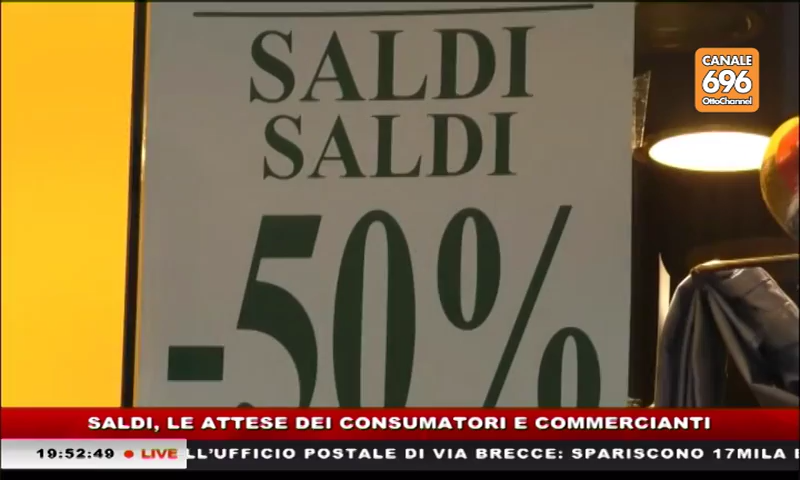 SALDI
SALDI
-50%
CANALE
696
OttoChannel
SALDI, LE ATTESE DEI CONSUMATORI E COMMERCIANTI
19:52:49 ● LIVE
LL'UFFICIO POSTALE DI VIA BRECCE: SPARISCONO 17MILA